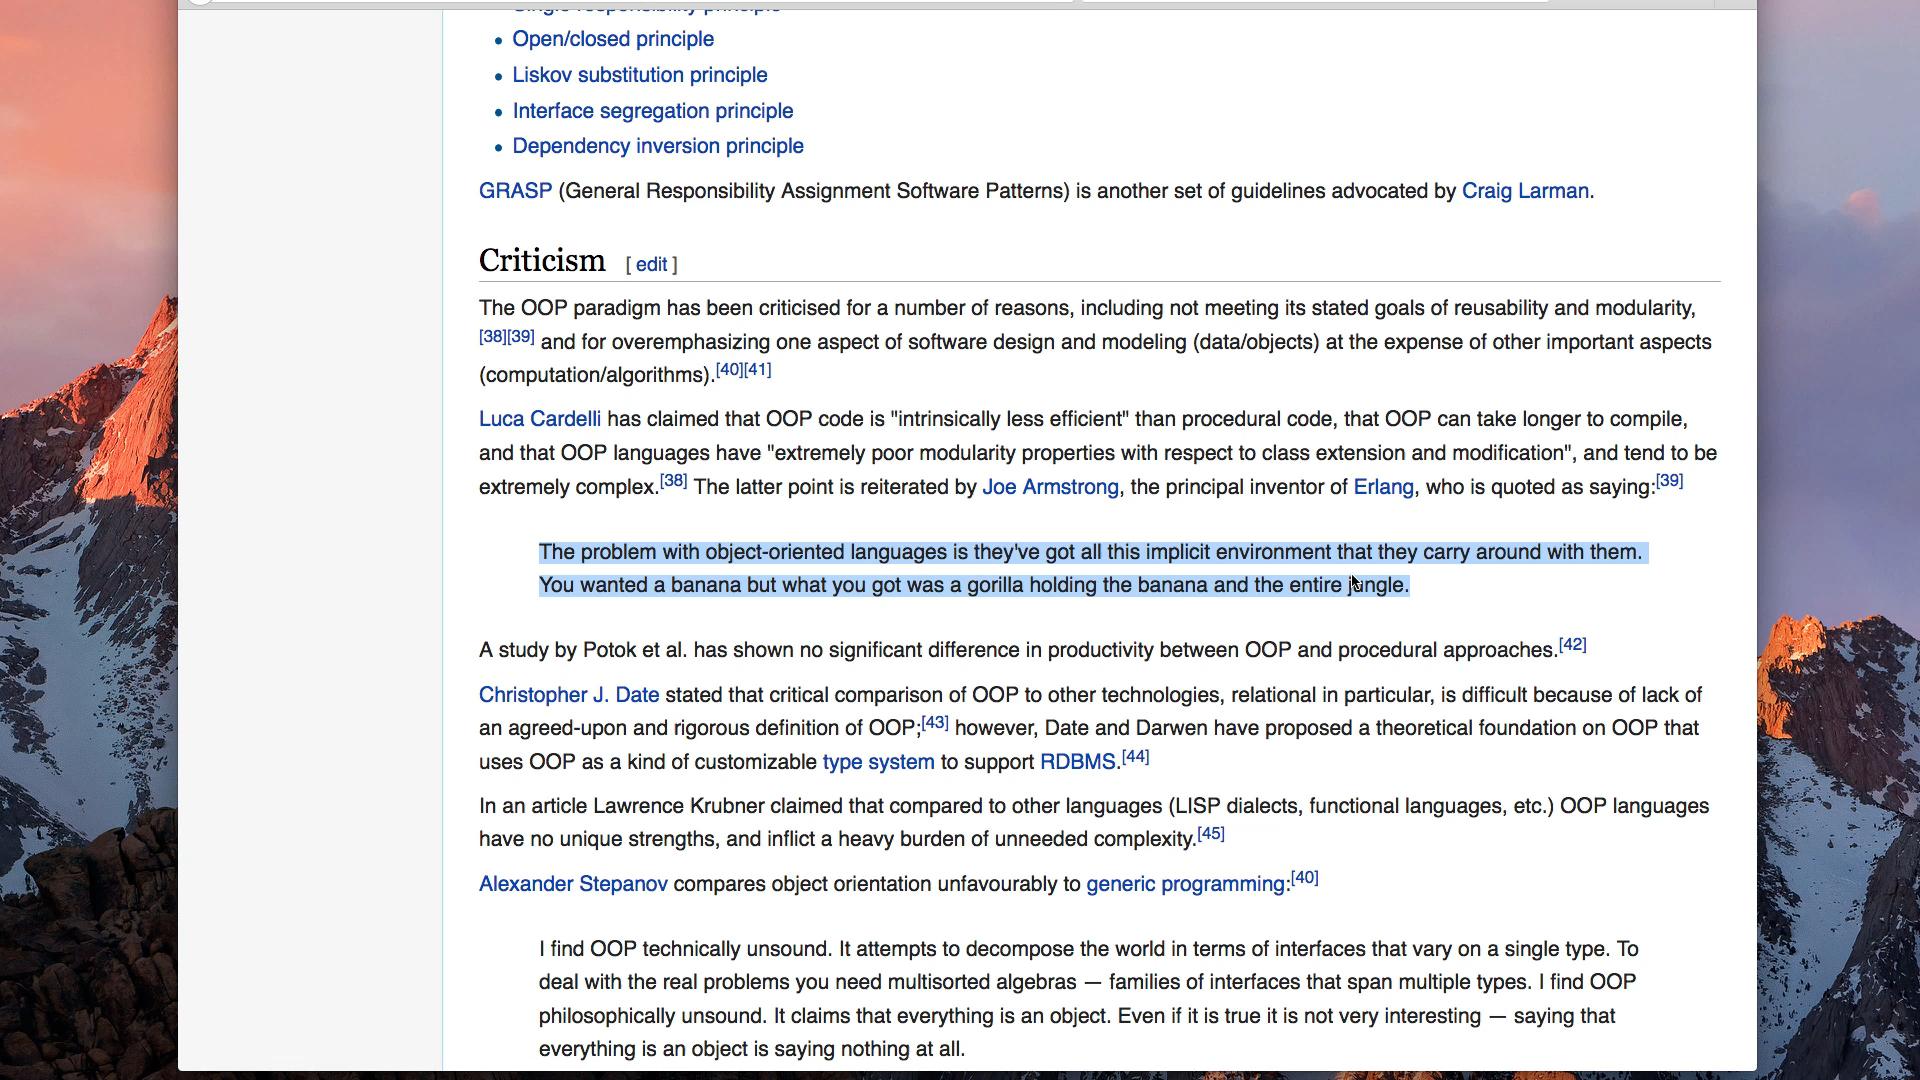 Single responsibility principle
Open/closed principle
Liskov substitution principle
Interface segregation principle
Dependency inversion principle
GRASP (General Responsibility Assignment Software Patterns) is another set of guidelines advocated by Craig Larman.
Criticism [ edit ]
The OOP paradigm has been criticised for a number of reasons, including not meeting its stated goals of reusability and modularity,
[38][39] and for overemphasizing one aspect of software design and modeling (data/objects) at the expense of other important aspects
(computation/algorithms).[40][41]
Luca Cardelli has claimed that OOP code is "intrinsically less efficient" than procedural code, that OOP can take longer to compile,
and that OOP languages have "extremely poor modularity properties with respect to class extension and modification", and tend to be
extremely complex.[38] The latter point is reiterated by Joe Armstrong, the principal inventor of Erlang, who is quoted as saying:[39]
The problem with object-oriented languages is they've got all this implicit environment that they carry around with them.
You wanted a banana but what you got was a gorilla holding the banana and the entire jungle.
A study by Potok et al. has shown no significant difference in productivity between OOP and procedural approaches.[42]
Christopher J. Date stated that critical comparison of OOP to other technologies, relational in particular, is difficult because of lack of
an agreed-upon and rigorous definition of OOP;[43] however, Date and Darwen have proposed a theoretical foundation on OOP that
uses OOP as a kind of customizable type system to support RDBMS.[44]
In an article Lawrence Krubner claimed that compared to other languages (LISP dialects, functional languages, etc.) OOP languages
have no unique strengths, and inflict a heavy burden of unneeded complexity.[45]
Alexander Stepanov compares object orientation unfavourably to generic programming:[40]
I find OOP technically unsound. It attempts to decompose the world in terms of interfaces that vary on a single type. To
deal with the real problems you need multisorted algebras — families of interfaces that span multiple types. I find OOP
philosophically unsound. It claims that everything is an object. Even if it is true it is not very interesting — saying that
everything is an object is saying nothing at all.